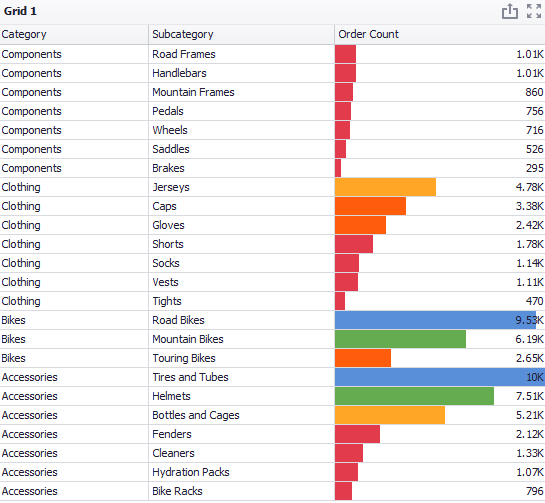 Grid 1
Category Subcategory Order Count
Components Road Frames 1.01K
Components Handlebars 1.01K
Components Mountain Frames 860
Components Pedals 756
Components Wheels 716
Components Saddles 526
Components Brakes 295
Clothing Jerseys 4.78K
Clothing Caps 3.38K
Clothing Gloves 2.42K
Clothing Shorts 1.78K
Clothing Socks 1.14K
Clothing Vests 1.11K
Clothing Tights 470
Bikes Road Bikes 9.53K
Bikes Mountain Bikes 6.19K
Bikes Touring Bikes 2.65K
Accessories Tires and Tubes 10K
Accessories Helmets 7.51K
Accessories Bottles and Cages 5.21K
Accessories Fenders 2.12K
Accessories Cleaners 1.33K
Accessories Hydration Packs 1.07K
Accessories Bike Racks 796